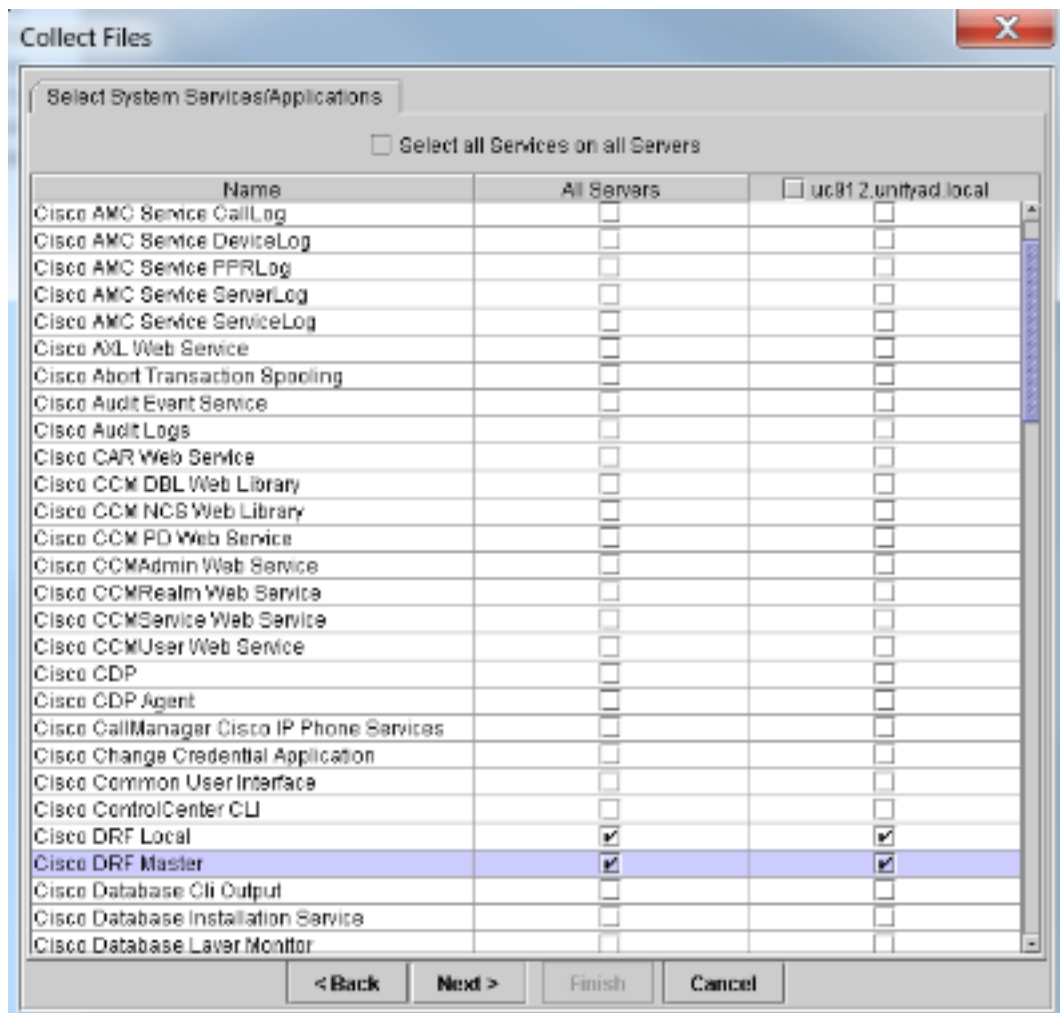 Collect Files
Select System Services/Applications
Select all Services on all Servers
Name All Servers uc912.unityad.local
Cisco AMC Service CallLog
Cisco AMC Service DeviceLog
Cisco AMC Service PPRLog
Cisco AMC Service ServerLog
Cisco AMC Service ServiceLog
Cisco AXL Web Service
Cisco Abort Transaction Spooling
Cisco Audit Event Service
Cisco Audit Logs
Cisco CAR Web Service
Cisco CCM DBL Web Library
Cisco CCM NCS Web Library
Cisco CCM PD Web Service
Cisco CCMAdmin Web Service
Cisco CCMRealm Web Service
Cisco CCMService Web Service
Cisco CCMUser Web Service
Cisco CDP
Cisco CDP Agent
Cisco CallManager Cisco IP Phone Services
Cisco Change Credential Application
Cisco Common User Interface
Cisco ControlCenter CLI
Cisco DRF Local
Cisco DRF Master
Cisco Database Cli Output
Cisco Database Installation Service
Cisco Database Layer Monitor
< Back Next > Finish Cancel